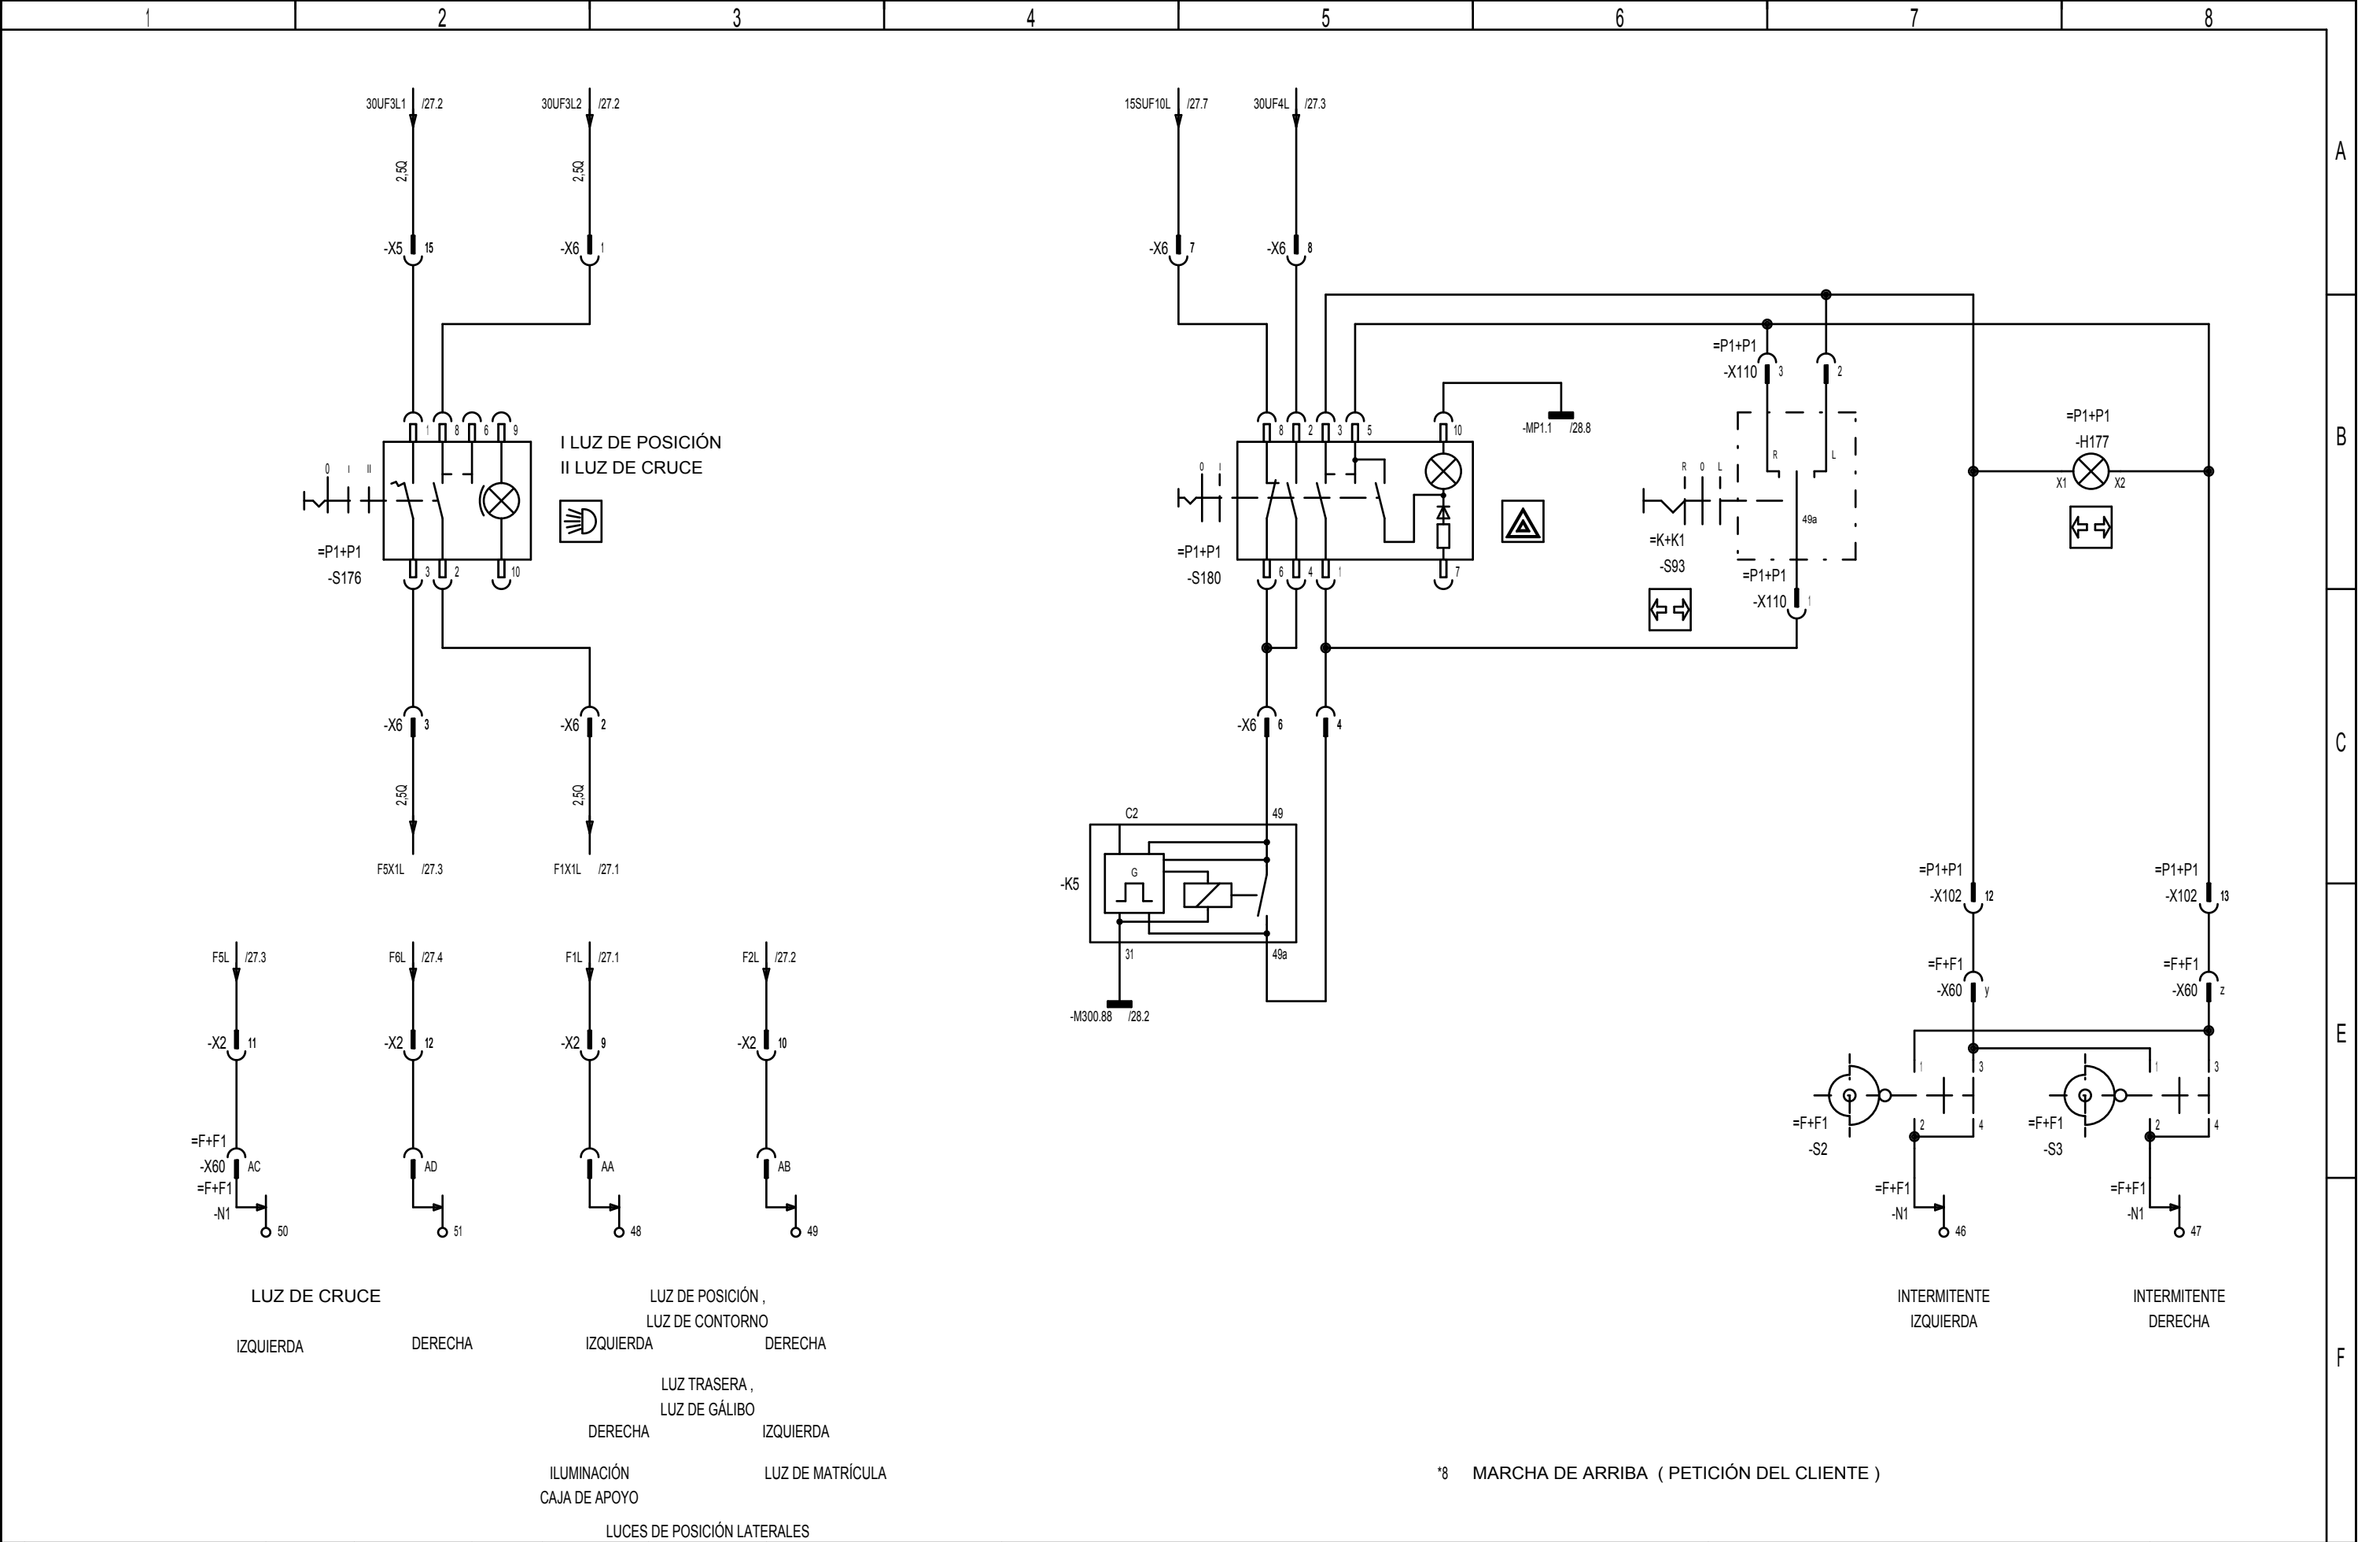 1 2 3 4 5 6 7 8
A
B
C
E
F
30UF3L1 /27.2
30UF3L2 /27.2
15SUF10L /27.7
30UF4L /27.3
2,5Q
2,5Q
-X5 15
-X6 1
-X6 7
-X6 8
=P1+P1
-X110 3
2
1 8 6 9
0 I II
=P1+P1
-S176
3 2 10
I LUZ DE POSICIÓN
II LUZ DE CRUCE
8 2 3 5 10
0 I
=P1+P1
-S180
6 4 1 7
-MP1.1 /28.8
R 0 L
R L
49a
=K+K1
-S93
=P1+P1
-X110 1
=P1+P1
-H177
X1 X2
-X6 3
-X6 2
-X6 6
4
2,5Q
2,5Q
F5X1L /27.3
F1X1L /27.1
C2 49
G
-K5
31 49a
-M300.88 /28.2
=P1+P1
-X102 12
=P1+P1
-X102 13
=F+F1
-X60 y
=F+F1
-X60 z
F5L /27.3
F6L /27.4
F1L /27.1
F2L /27.2
-X2 11
-X2 12
-X2 9
-X2 10
=F+F1
-X60 AC
AD
AA
AB
=F+F1
-N1
50
51
48
49
1 3
=F+F1
-S2
2 4
1 3
=F+F1
-S3
2 4
=F+F1
-N1
46
=F+F1
-N1
47
LUZ DE CRUCE
IZQUIERDA
DERECHA
LUZ DE POSICIÓN ,
LUZ DE CONTORNO
IZQUIERDA
DERECHA
LUZ TRASERA ,
LUZ DE GÁLIBO
DERECHA
IZQUIERDA
ILUMINACIÓN
CAJA DE APOYO
LUZ DE MATRÍCULA
LUCES DE POSICIÓN LATERALES
INTERMITENTE
IZQUIERDA
INTERMITENTE
DERECHA
*8 MARCHA DE ARRIBA ( PETICIÓN DEL CLIENTE )